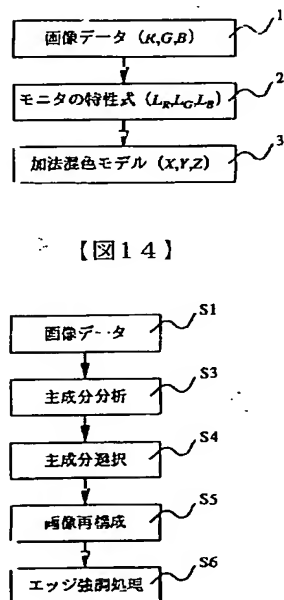 1
画像データ (R,G,B)
2
モニタの特性式 (LR,LG,LB)
3
加法混色モデル (X,Y,Z)
【図14】
S1
画像データ
S3
主成分分析
S4
主成分選択
S5
画像再構成
S6
エッジ強調処理